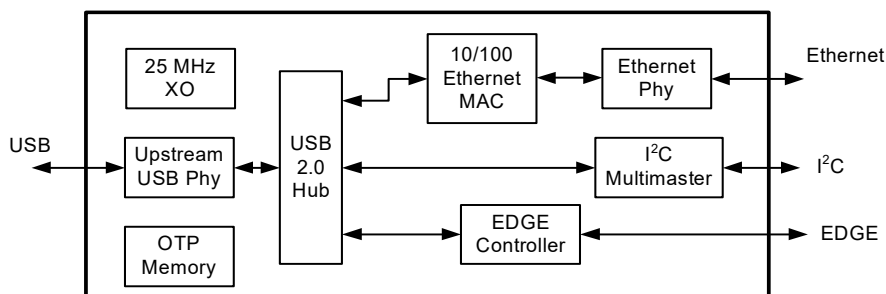 25 MHz
XO
USB
Upstream
USB Phy
OTP
Memory
USB
2.0
Hub
10/100
Ethernet
MAC
Ethernet
Phy
Ethernet
I²C
Multimaster
I²C
EDGE
Controller
EDGE